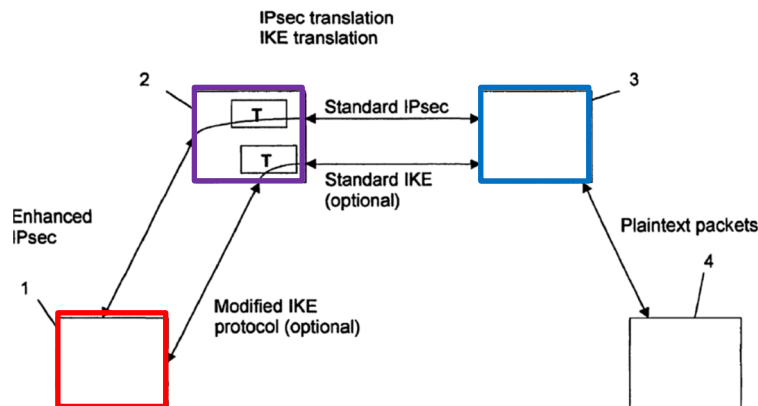 IPsec translation
IKE translation
2
3
T
Standard IPsec
T
Standard IKE
(optional)
Enhanced
IPsec
Plaintext packets
1
4
Modified IKE
protocol (optional)